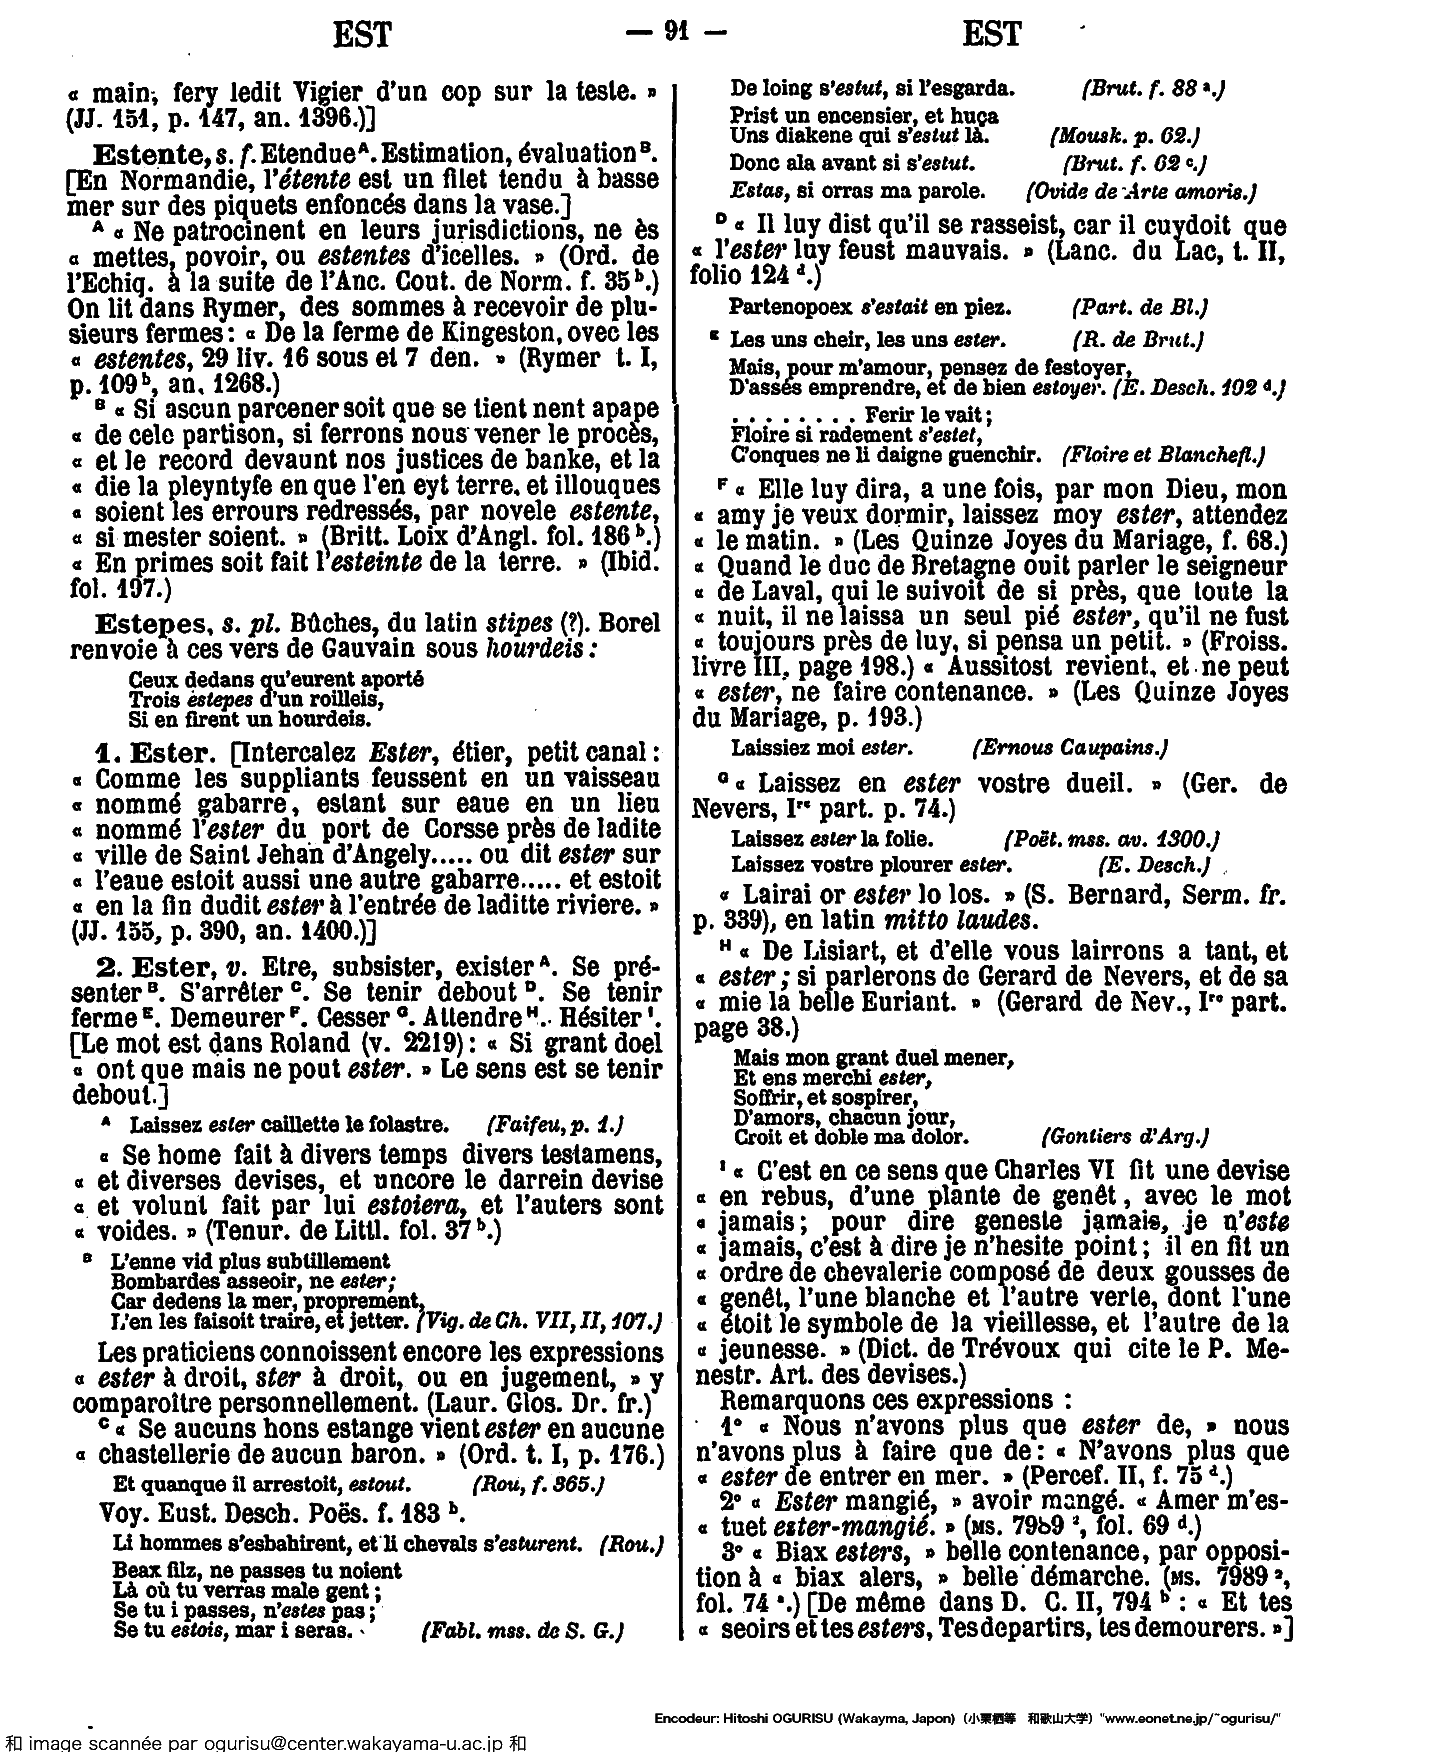 EST
— 91 —
EST
« main, fery ledit Vigier d'un cop sur la teste. »
(JJ. 151, p. 147, an. 1396.)]
Estente, s. f. Etendue A. Estimation, évaluation B.
[En Normandie, l'étente est un filet tendu à basse
mer sur des piquets enfoncés dans la vase.]
A « Ne patrocinent en leurs jurisdictions, ne ès
« mettes, povoir, ou estentes d'icelles. » (Ord. de
l'Echiq. à la suite de l'Anc. Cout. de Norm. f. 35 b.)
On lit dans Rymer, des sommes à recevoir de plu-
sieurs fermes : « De la ferme de Kingeston, ovec les
« estentes, 29 liv. 16 sous et 7 den. » (Rymer t. I,
p. 109 b, an. 1268.)
B « Si ascun parcener soit que se tient nent apape
« de cele partison, si ferrons nous vener le procès,
« et le record devaunt nos justices de banke, et la
« die la pleyntyfe en que l'en eyt terre, et illouques
« soient les errours redressés, par novele estente,
« si mester soient. » (Britt. Loix d'Angl. fol. 186 b.)
« En primes soit fait l'esteinte de la terre. » (Ibid.
fol. 197.)
Estepes, s. pl. Bûches, du latin stipes (?). Borel
renvoie à ces vers de Gauvain sous hourdeis :
Ceux dedans qu'eurent aporté
Trois estepes d'un roilleis,
Si en firent un hourdeis.
1. Ester. [Intercalez Ester, étier, petit canal :
« Comme les suppliants feussent en un vaisseau
« nommé gabarre, estant sur eaue en un lieu
« nommé l'ester du port de Corsse près de ladite
« ville de Saint Jehan d'Angely..... ou dit ester sur
« l'eaue estoit aussi une autre gabarre..... et estoit
« en la fin dudit ester à l'entrée de laditte riviere. »
(JJ. 155, p. 390, an. 1400.)]
2. Ester, v. Etre, subsister, exister A. Se pré-
senter B. S'arrêter C. Se tenir debout D. Se tenir
ferme E. Demeurer F. Cesser G. Attendre H. Hésiter I.
[Le mot est dans Roland (v. 2219) : « Si grant doel
« ont que mais ne pout ester. » Le sens est se tenir
debout.]
A Laissez ester caillette le folastre. (Faifeu, p. 1.)
« Se home fait à divers temps divers testamens,
« et diverses devises, et uncore le darrein devise
« et volunt fait par lui estoiera, et l'auters sont
« voides. » (Tenur. de Littl. fol. 37 b.)
B L'enne vid plus subtillement
Bombardes asseoir, ne ester ;
Car dedens la mer, proprement,
L'en les faisoit traire, et jetter. (Vig. de Ch. VII, II, 107.)
Les praticiens connoissent encore les expressions
« ester à droit, ster à droit, ou en jugement, » y
comparoître personnellement. (Laur. Glos. Dr. fr.)
C « Se aucuns hons estange vient ester en aucune
« chastellerie de aucun baron. » (Ord. t. I, p. 176.)
Et quanque il arrestoit, estout. (Rou, f. 365.)
Voy. Eust. Desch. Poës. f. 183 b.
Li hommes s'esbahirent, et li chevals s'esturent. (Rou.)
Beax filz, ne passes tu noient
Là où tu verras male gent ;
Se tu i passes, n'estes pas ;
Se tu estois, mar i seras. (Fabl. mss. de S. G.)
De loing s'estut, si l'esgarda. (Brut. f. 88 a.)
Prist un encensier, et huça
Uns diakene qui s'estut là. (Mousk. p. 62.)
Donc ala avant si s'estut. (Brut. f. 62 c.)
Estas, si orras ma parole. (Ovide de Arte amoris.)
D « Il luy dist qu'il se rasseist, car il cuydoit que
« l'ester luy feust mauvais. » (Lanc. du Lac, t. II,
folio 124 d.)
Partenopoex s'estait en piez. (Part. de Bl.)
E Les uns cheir, les uns ester. (R. de Brut.)
Mais, pour m'amour, pensez de festoyer,
D'assés emprendre, et de bien estoyer. (E. Desch. 102 d.)
. . . . . . . . Ferir le vait ;
Floire si radement s'estet,
C'onques ne li daigne guenchir. (Floire et Blanchefl.)
F « Elle luy dira, a une fois, par mon Dieu, mon
« amy je veux dormir, laissez moy ester, attendez
« le matin. » (Les Quinze Joyes du Mariage, f. 68.)
« Quand le duc de Bretagne ouit parler le seigneur
« de Laval, qui le suivoit de si près, que toute la
« nuit, il ne laissa un seul pié ester, qu'il ne fust
« toujours près de luy, si pensa un petit. » (Froiss.
livre III, page 198.) « Aussitost revient, et ne peut
« ester, ne faire contenance. » (Les Quinze Joyes
du Mariage, p. 193.)
Laissiez moi ester. (Ernous Caupains.)
G « Laissez en ester vostre dueil. » (Ger. de
Nevers, Ire part. p. 74.)
Laissez ester la folie. (Poët. mss. av. 1300.)
Laissez vostre plourer ester. (E. Desch.)
« Lairai or ester lo los. » (S. Bernard, Serm. fr.
p. 339), en latin mitto laudes.
H « De Lisiart, et d'elle vous lairrons a tant, et
« ester ; si parlerons de Gerard de Nevers, et de sa
« mie la belle Euriant. » (Gerard de Nev., Ire part.
page 38.)
Mais mon grant duel mener,
Et ens merchi ester,
Soffrir, et sospirer,
D'amors, chacun jour,
Croit et doble ma dolor. (Gontiers d'Arg.)
I « C'est en ce sens que Charles VI fit une devise
« en rebus, d'une plante de genêt, avec le mot
« jamais ; pour dire geneste jamais, je n'este
« jamais, c'est à dire je n'hesite point ; il en fit un
« ordre de chevalerie composé de deux gousses de
« genêt, l'une blanche et l'autre verte, dont l'une
« étoit le symbole de la vieillesse, et l'autre de la
« jeunesse. » (Dict. de Trévoux qui cite le P. Me-
nestr. Art. des devises.)
Remarquons ces expressions :
1° « Nous n'avons plus que ester de, » nous
n'avons plus à faire que de : « N'avons plus que
« ester de entrer en mer. » (Percef. II, f. 75 d.)
2° « Ester mangié, » avoir mangé. « Amer m'es-
« tuet ester-mangié. » (MS. 7989 2, fol. 69 d.)
3° « Biax esters, » belle contenance, par opposi-
tion à « biax alers, » belle démarche. (MS. 7989 2,
fol. 74 a.) [De même dans D. C. II, 794 b : « Et tes
« seoirs et tes esters, Tes departirs, tes demourers. »]
Encodeur: Hitoshi OGURISU (Wakayma, Japon) (小栗栖等 和歌山大学) "www.eonet.ne.jp/~ogurisu/"
和 image scannée par ogurisu@center.wakayama-u.ac.jp 和